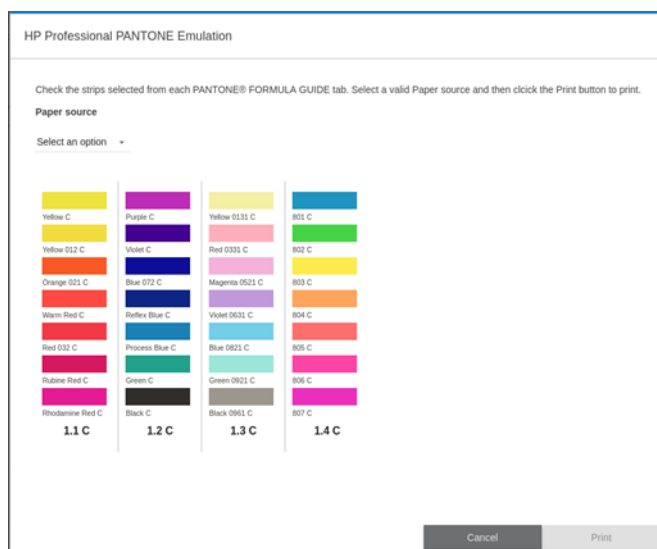 HP Professional PANTONE Emulation
Check the strips selected from each PANTONE® FORMULA GUIDE tab. Select a valid Paper source and then clcick the Print button to print.
Paper source
Select an option
Yellow C
Yellow 012 C
Orange 021 C
Warm Red C
Red 032 C
Rubine Red C
Rhodamine Red C
1.1 C
Purple C
Violet C
Blue 072 C
Reflex Blue C
Process Blue C
Green C
Black C
1.2 C
Yellow 0131 C
Red 0331 C
Magenta 0521 C
Violet 0631 C
Blue 0821 C
Green 0921 C
Black 0961 C
1.3 C
801 C
802 C
803 C
804 C
805 C
806 C
807 C
1.4 C
Cancel
Print